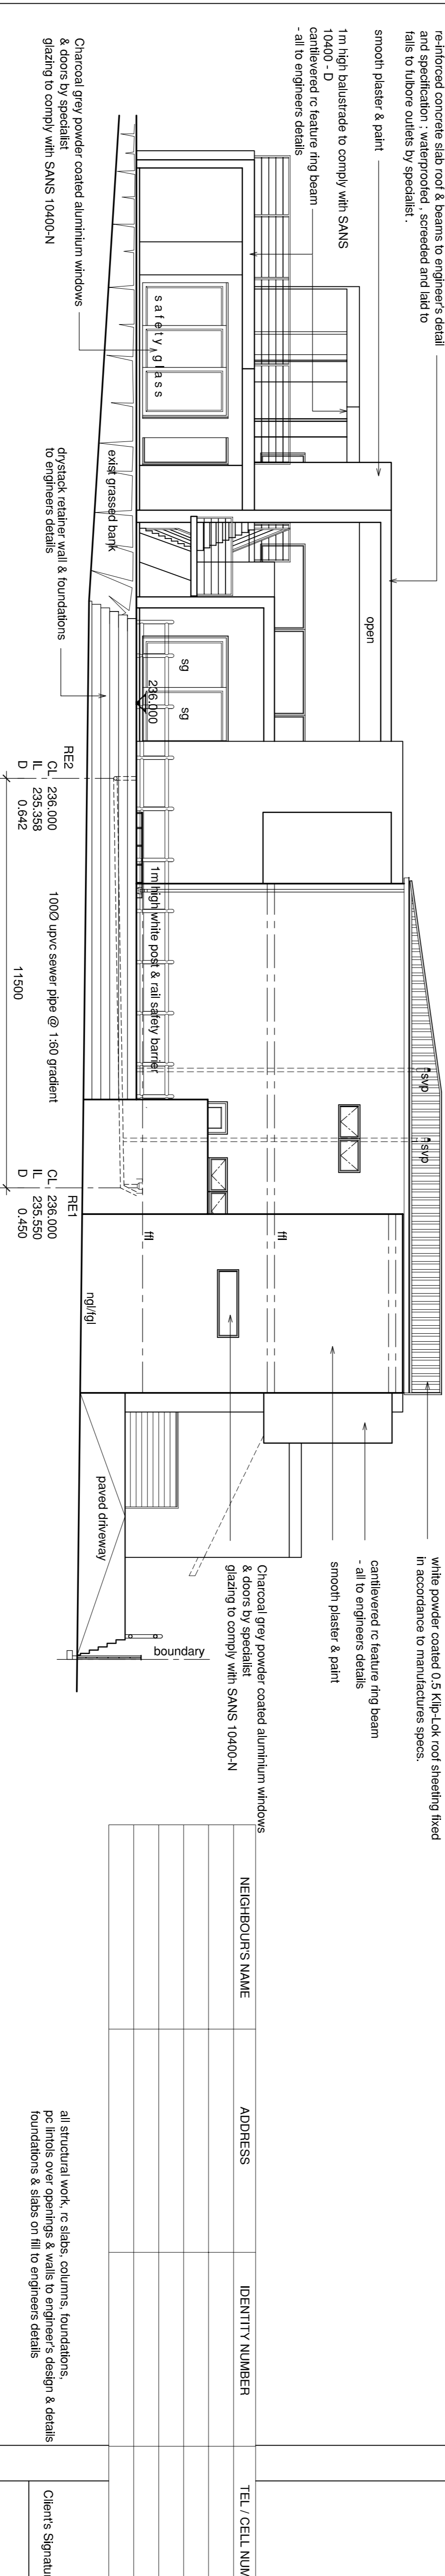 re-inforced concrete slab roof & beams to engineer's detail
and specification ; waterproofed , screeded and laid to
falls to fulbore outlets by specialist .
smooth plaster & paint
1m high balustrade to comply with SANS
10400 - D
cantilevered rc feature ring beam
- all to engineers details
Charcoal grey powder coated aluminium windows
& doors by specialist
glazing to comply with SANS 10400-N
safety glass
exist grassed bank
drystack retainer wall & foundations
to engineers details
open
sg
sg
236.000
1m high white post & rail safety barrier
svp
svp
ffl
ffl
ngl/fgl
RE2
CL 236.000
IL 235.358
D 0.642
100Ø upvc sewer pipe @ 1:60 gradient
11500
RE1
CL 236.000
IL 235.550
D 0.450
white powder coated 0.5 Klip-Lok roof sheeting fixed
in accordance to manufactures specs.
cantilevered rc feature ring beam
- all to engineers details
smooth plaster & paint
Charcoal grey powder coated aluminium windows
& doors by specialist
glazing to comply with SANS 10400-N
paved driveway
boundary
NEIGHBOUR'S NAME
ADDRESS
IDENTITY NUMBER
TEL / CELL NUM
all structural work, rc slabs, columns, foundations,
pc lintols over openings & walls to engineer's design & details
foundations & slabs on fill to engineers details
Client's Signatu